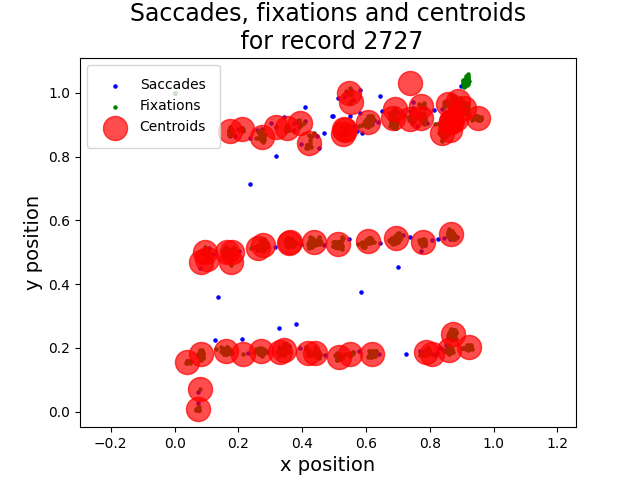 Saccades, fixations and centroids
for record 2727
Saccades
Fixations
Centroids
1.0
0.8
0.6
0.4
0.2
0.0
y position
−0.2
0.0
0.2
0.4
0.6
0.8
1.0
1.2
x position